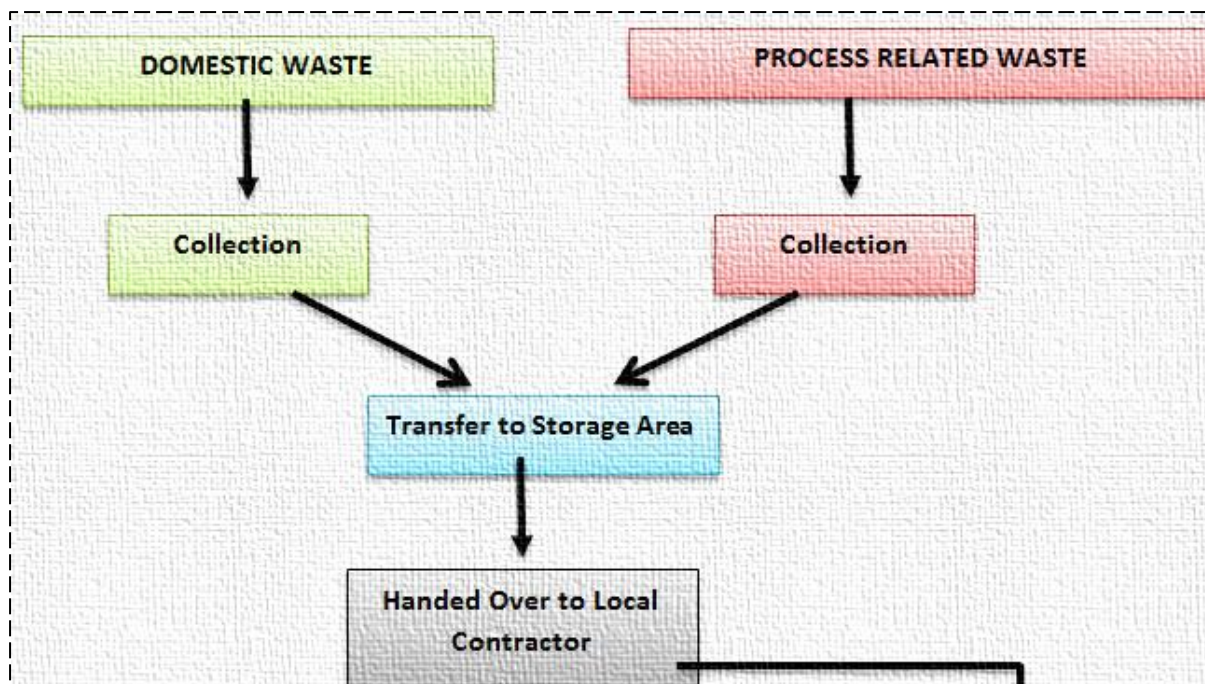 DOMESTIC WASTE
PROCESS RELATED WASTE
Collection
Collection
Transfer to Storage Area
Handed Over to Local
Contractor